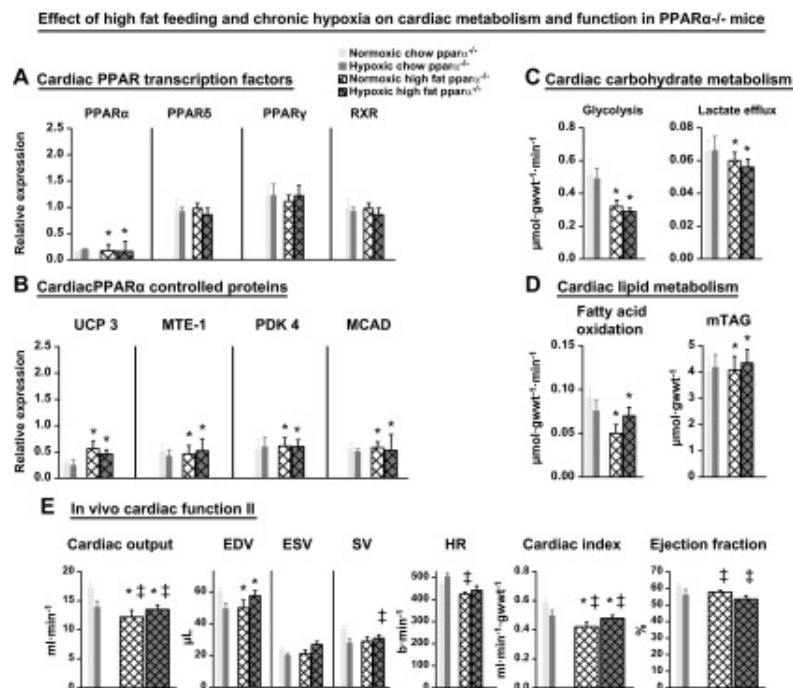 Effect of high fat feeding and chronic hypoxia on cardiac metabolism and function in PPARα-/- mice
Normoxic chow pparα-/-
Hypoxic chow pparα-/-
Normoxic high fat pparα-/-
Hypoxic high fat pparα-/-
A Cardiac PPAR transcription factors
PPARα PPARδ PPARγ RXR
Relative expression
2.5
2.0
1.5
1.0
0.5
0.0
* *
B CardiacPPARα controlled proteins
UCP 3 MTE-1 PDK 4 MCAD
Relative expression
2.5
2.0
1.5
1.0
0.5
0.0
* * * * * * * *
C Cardiac carbohydrate metabolism
Glycolysis Lactate efflux
µmol·gwwt-1·min-1
0.8
0.6
0.4
0.2
0.0
* *
0.08
0.06
0.04
0.02
0.00
* *
D Cardiac lipid metabolism
Fatty acid
oxidation
mTAG
µmol·gwwt-1·min-1
0.15
0.10
0.05
0.00
* *
µmol·gwwt-1
5
4
3
2
1
0
* *
E In vivo cardiac function II
Cardiac output EDV ESV SV HR Cardiac index Ejection fraction
ml·min-1
20
15
10
5
0
* ‡ * ‡
µL
60
40
20
0
* *
‡
b·min-1
500
400
300
200
100
0
‡
ml·min-1·gwwt-1
0.8
0.6
0.4
0.2
0.0
* ‡ * ‡
%
70
60
50
40
30
20
10
0
‡ ‡